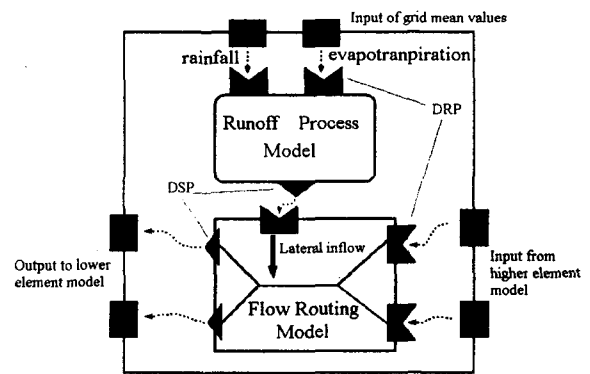 Input of grid mean values
rainfall
evapotranpiration
DRP
Runoff Process
Model
DSP
Lateral inflow
Output to lower
element model
Input from
higher element
model
Flow Routing
Model